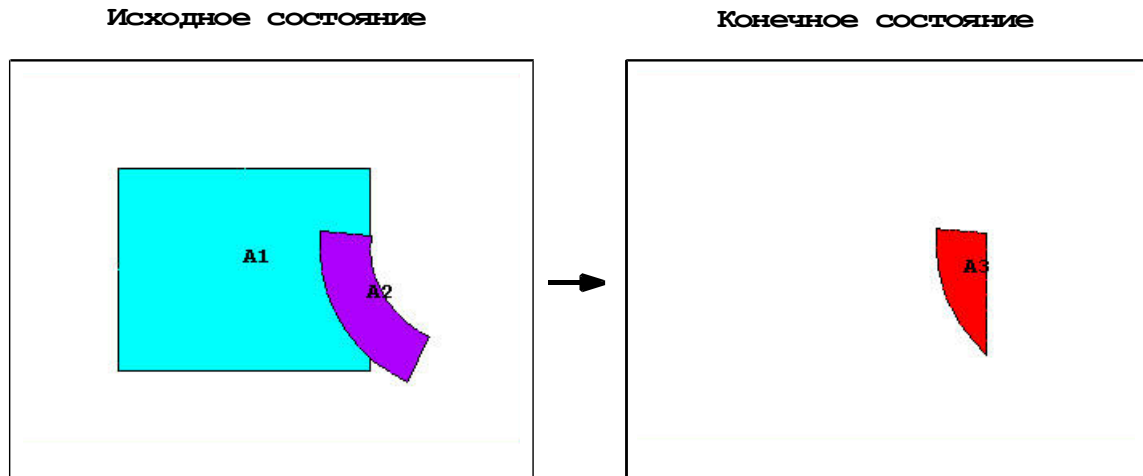 Исходное состояние
Конечное состояние
A1
A2
A3